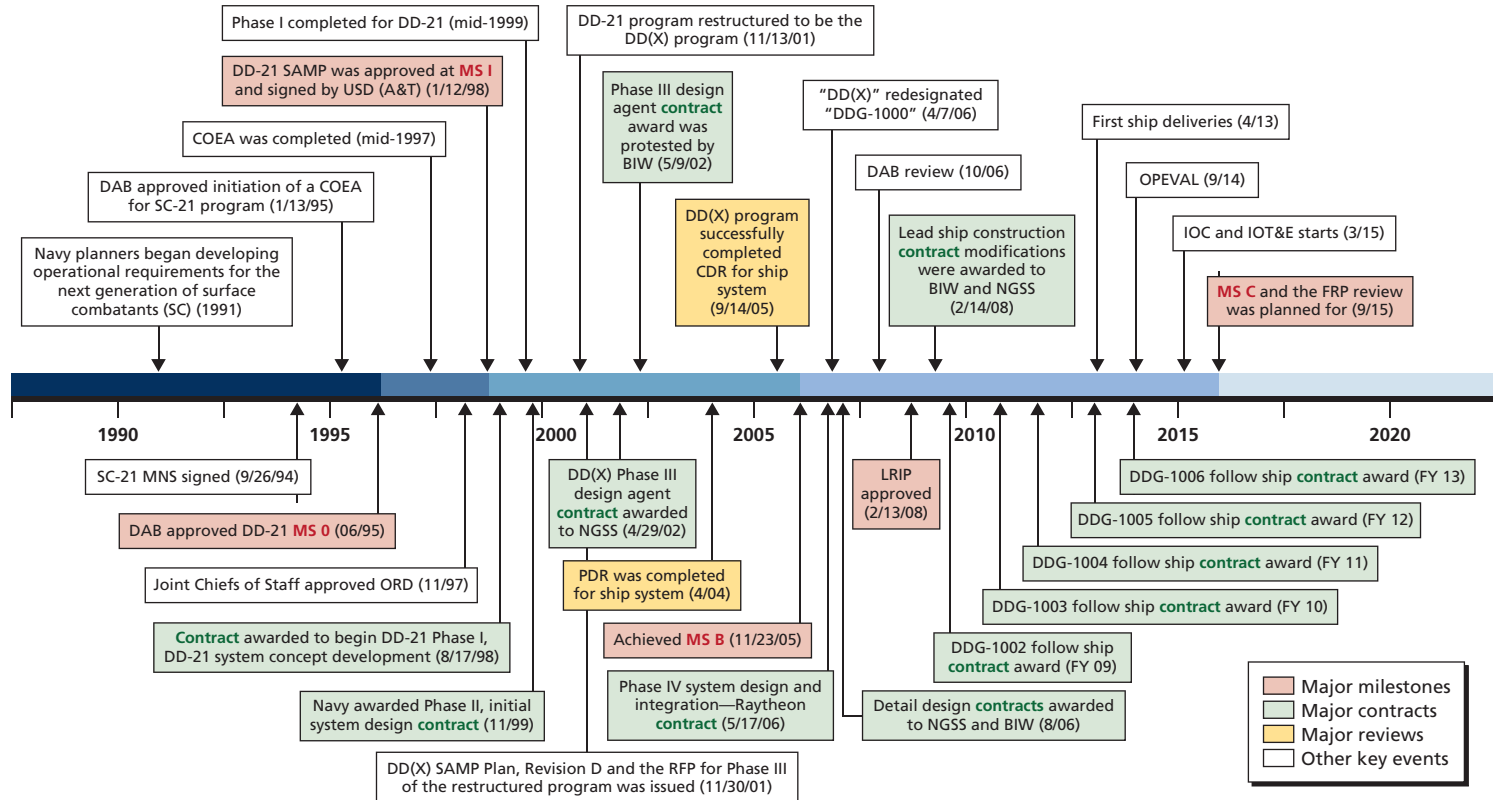 Phase I completed for DD-21 (mid-1999)
DD-21 program restructured to be the
DD(X) program (11/13/01)
DD-21 SAMP was approved at MS I
and signed by USD (A&T) (1/12/98)
Phase III design
agent contract
award was
protested by
BIW (5/9/02)
“DD(X)” redesignated
“DDG-1000” (4/7/06)
First ship deliveries (4/13)
COEA was completed (mid-1997)
DAB review (10/06)
OPEVAL (9/14)
DAB approved initiation of a COEA
for SC-21 program (1/13/95)
DD(X) program
successfully
completed
CDR for ship
system
(9/14/05)
Lead ship construction
contract modifications
were awarded to
BIW and NGSS
(2/14/08)
IOC and IOT&E starts (3/15)
Navy planners began developing
operational requirements for the
next generation of surface
combatants (SC) (1991)
MS C and the FRP review
was planned for (9/15)
1990
1995
2000
2005
2010
2015
2020
SC-21 MNS signed (9/26/94)
DD(X) Phase III
design agent
contract awarded
to NGSS (4/29/02)
LRIP
approved
(2/13/08)
DDG-1006 follow ship contract award (FY 13)
DAB approved DD-21 MS 0 (06/95)
DDG-1005 follow ship contract award (FY 12)
Joint Chiefs of Staff approved ORD (11/97)
PDR was completed
for ship system (4/04)
DDG-1004 follow ship contract award (FY 11)
DDG-1003 follow ship contract award (FY 10)
Contract awarded to begin DD-21 Phase I,
DD-21 system concept development (8/17/98)
Achieved MS B (11/23/05)
DDG-1002 follow ship
contract award (FY 09)
Navy awarded Phase II, initial
system design contract (11/99)
Phase IV system design and
integration—Raytheon
contract (5/17/06)
Detail design contracts awarded
to NGSS and BIW (8/06)
DD(X) SAMP Plan, Revision D and the RFP for Phase III
of the restructured program was issued (11/30/01)
Major milestones
Major contracts
Major reviews
Other key events